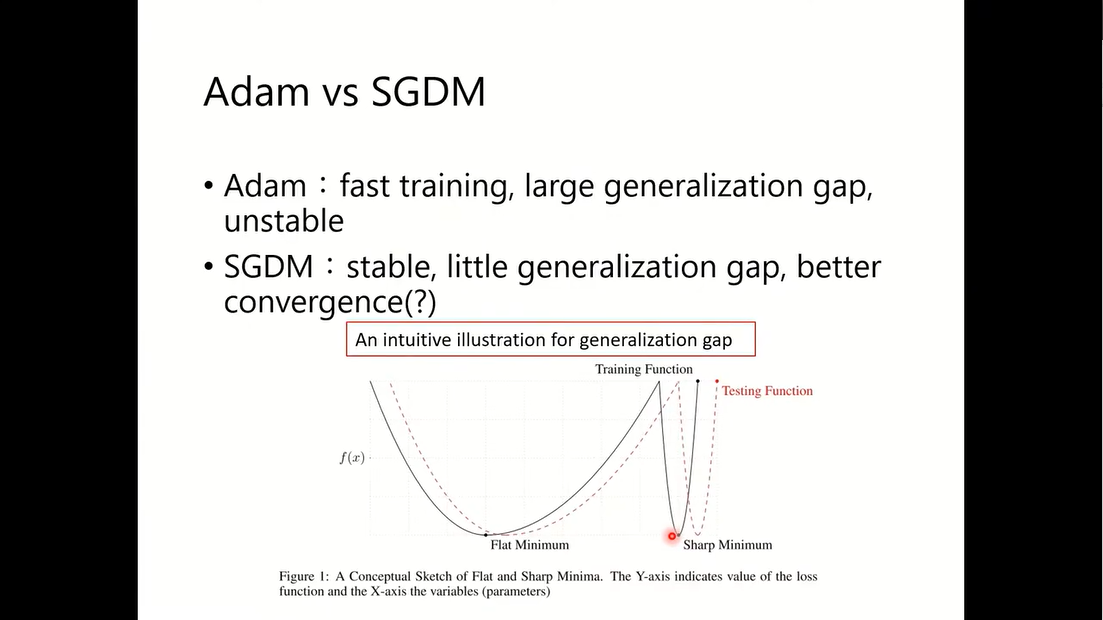 Adam vs SGDM
• Adam：fast training, large generalization gap,
unstable
• SGDM：stable, little generalization gap, better
convergence(?)
An intuitive illustration for generalization gap
Training Function
Testing Function
f(x)
Flat Minimum
Sharp Minimum
Figure 1: A Conceptual Sketch of Flat and Sharp Minima. The Y-axis indicates value of the loss
function and the X-axis the variables (parameters)